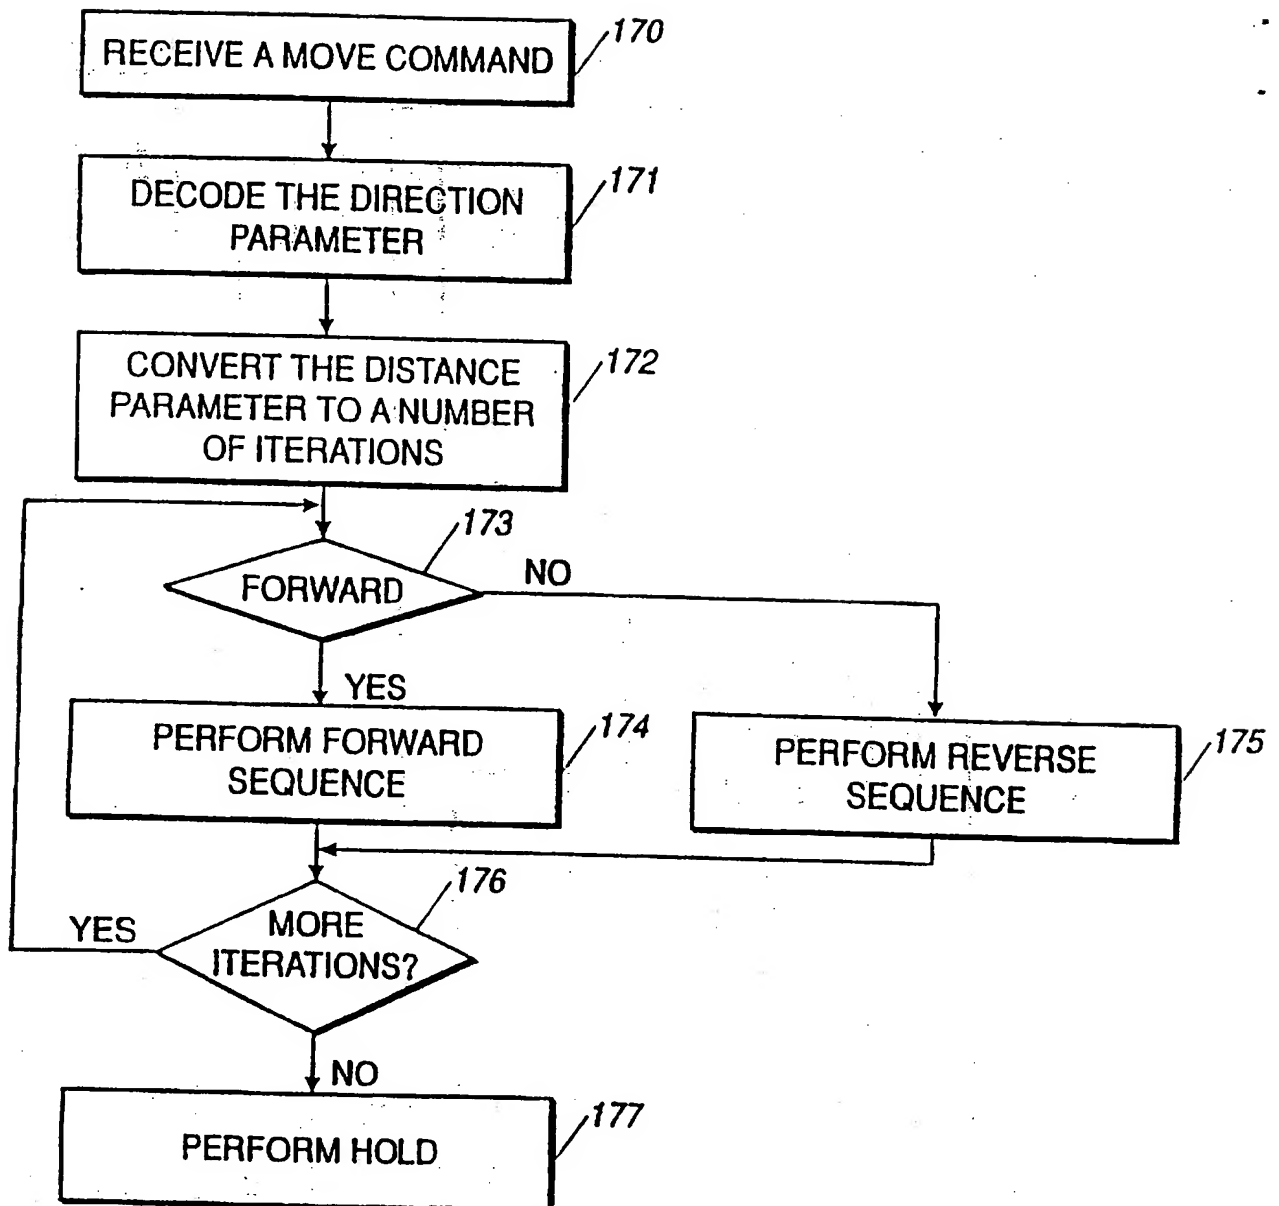 RECEIVE A MOVE COMMAND
170
DECODE THE DIRECTION
PARAMETER
171
CONVERT THE DISTANCE
PARAMETER TO A NUMBER
OF ITERATIONS
172
173
FORWARD
NO
YES
PERFORM FORWARD
SEQUENCE
174
PERFORM REVERSE
SEQUENCE
175
176
YES
MORE
ITERATIONS?
NO
PERFORM HOLD
177